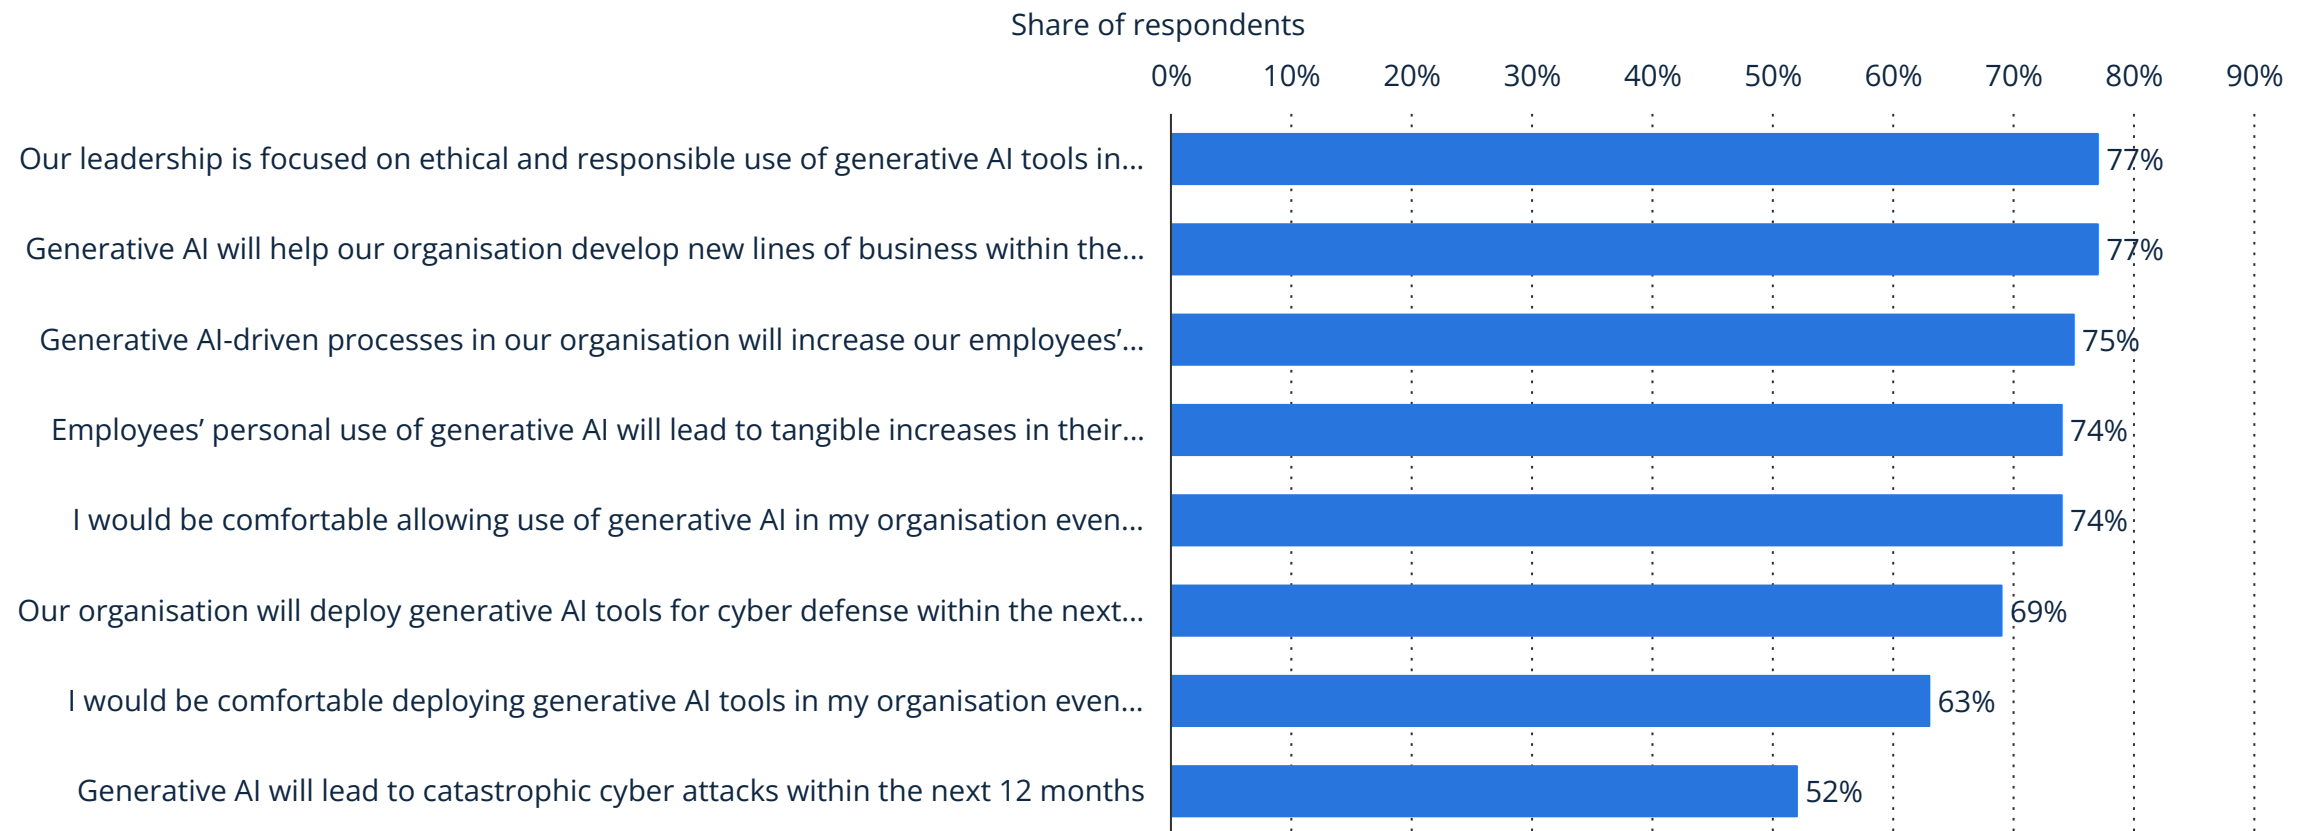 Share of respondents
0% 10% 20% 30% 40% 50% 60% 70% 80% 90%
Our leadership is focused on ethical and responsible use of generative AI tools in... 77%
Generative AI will help our organisation develop new lines of business within the... 77%
Generative AI-driven processes in our organisation will increase our employees’... 75%
Employees’ personal use of generative AI will lead to tangible increases in their... 74%
I would be comfortable allowing use of generative AI in my organisation even... 74%
Our organisation will deploy generative AI tools for cyber defense within the next... 69%
I would be comfortable deploying generative AI tools in my organisation even... 63%
Generative AI will lead to catastrophic cyber attacks within the next 12 months 52%